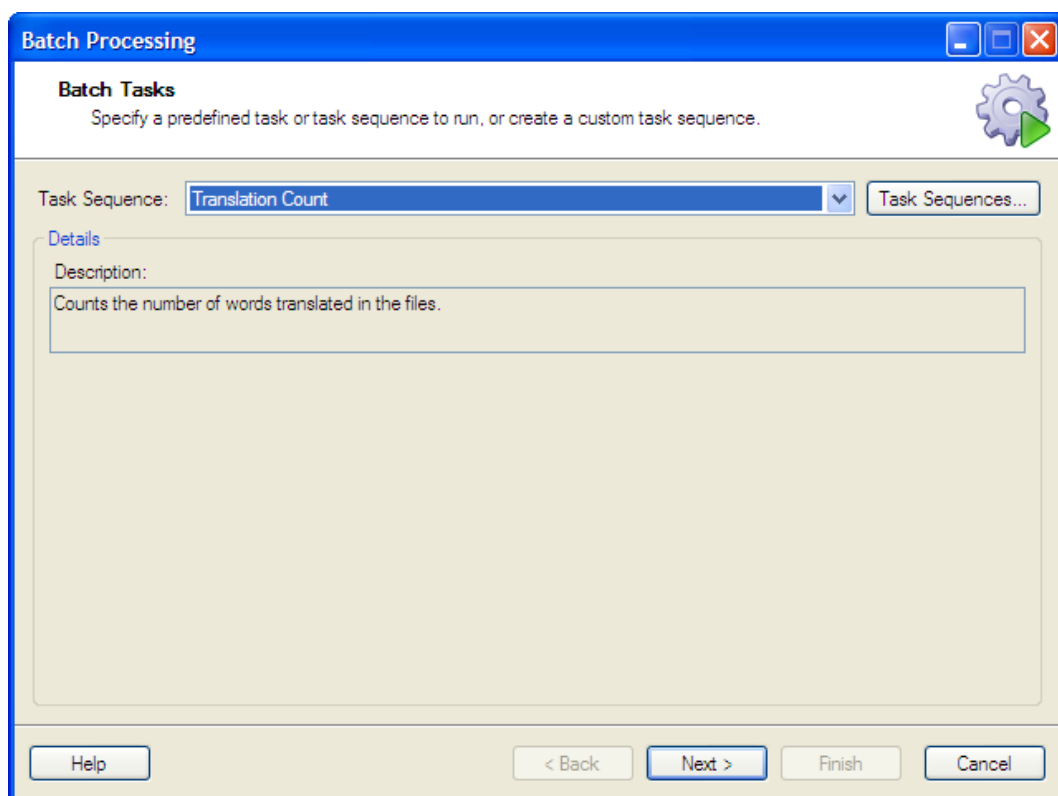 Batch Processing
Batch Tasks
Specify a predefined task or task sequence to run, or create a custom task sequence.
Task Sequence: Translation Count Task Sequences...
Details
Description:
Counts the number of words translated in the files.
Help < Back Next > Finish Cancel